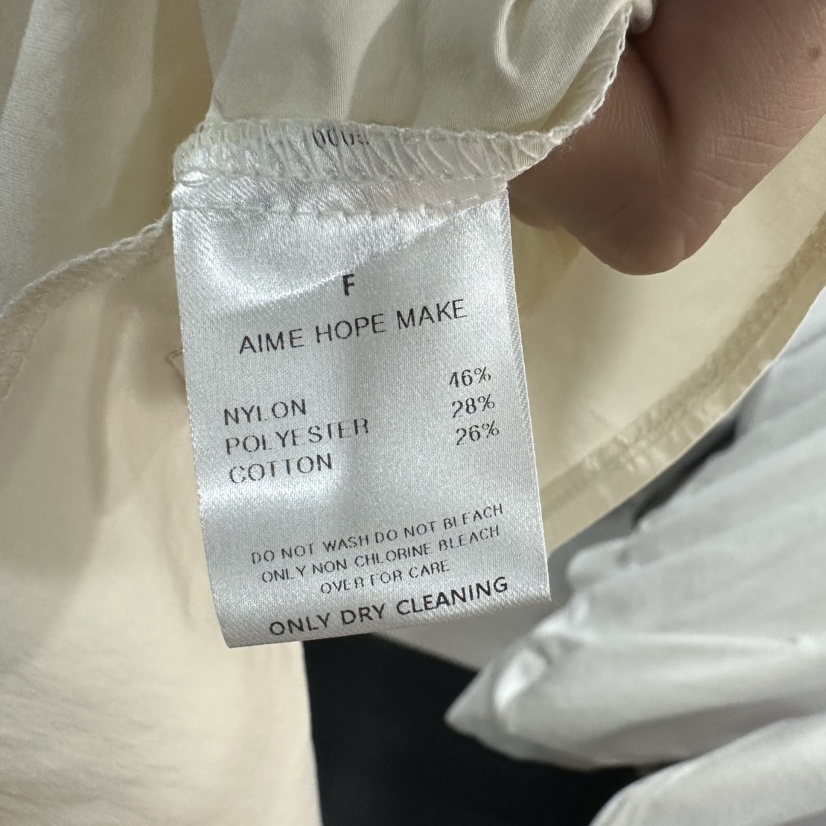 F
AIME HOPE MAKE
NYLON 46%
POLYESTER 28%
COTTON 26%
DO NOT WASH DO NOT BLEACH
ONLY NON CHLORINE BLEACH
OVER FOR CARE
ONLY DRY CLEANING